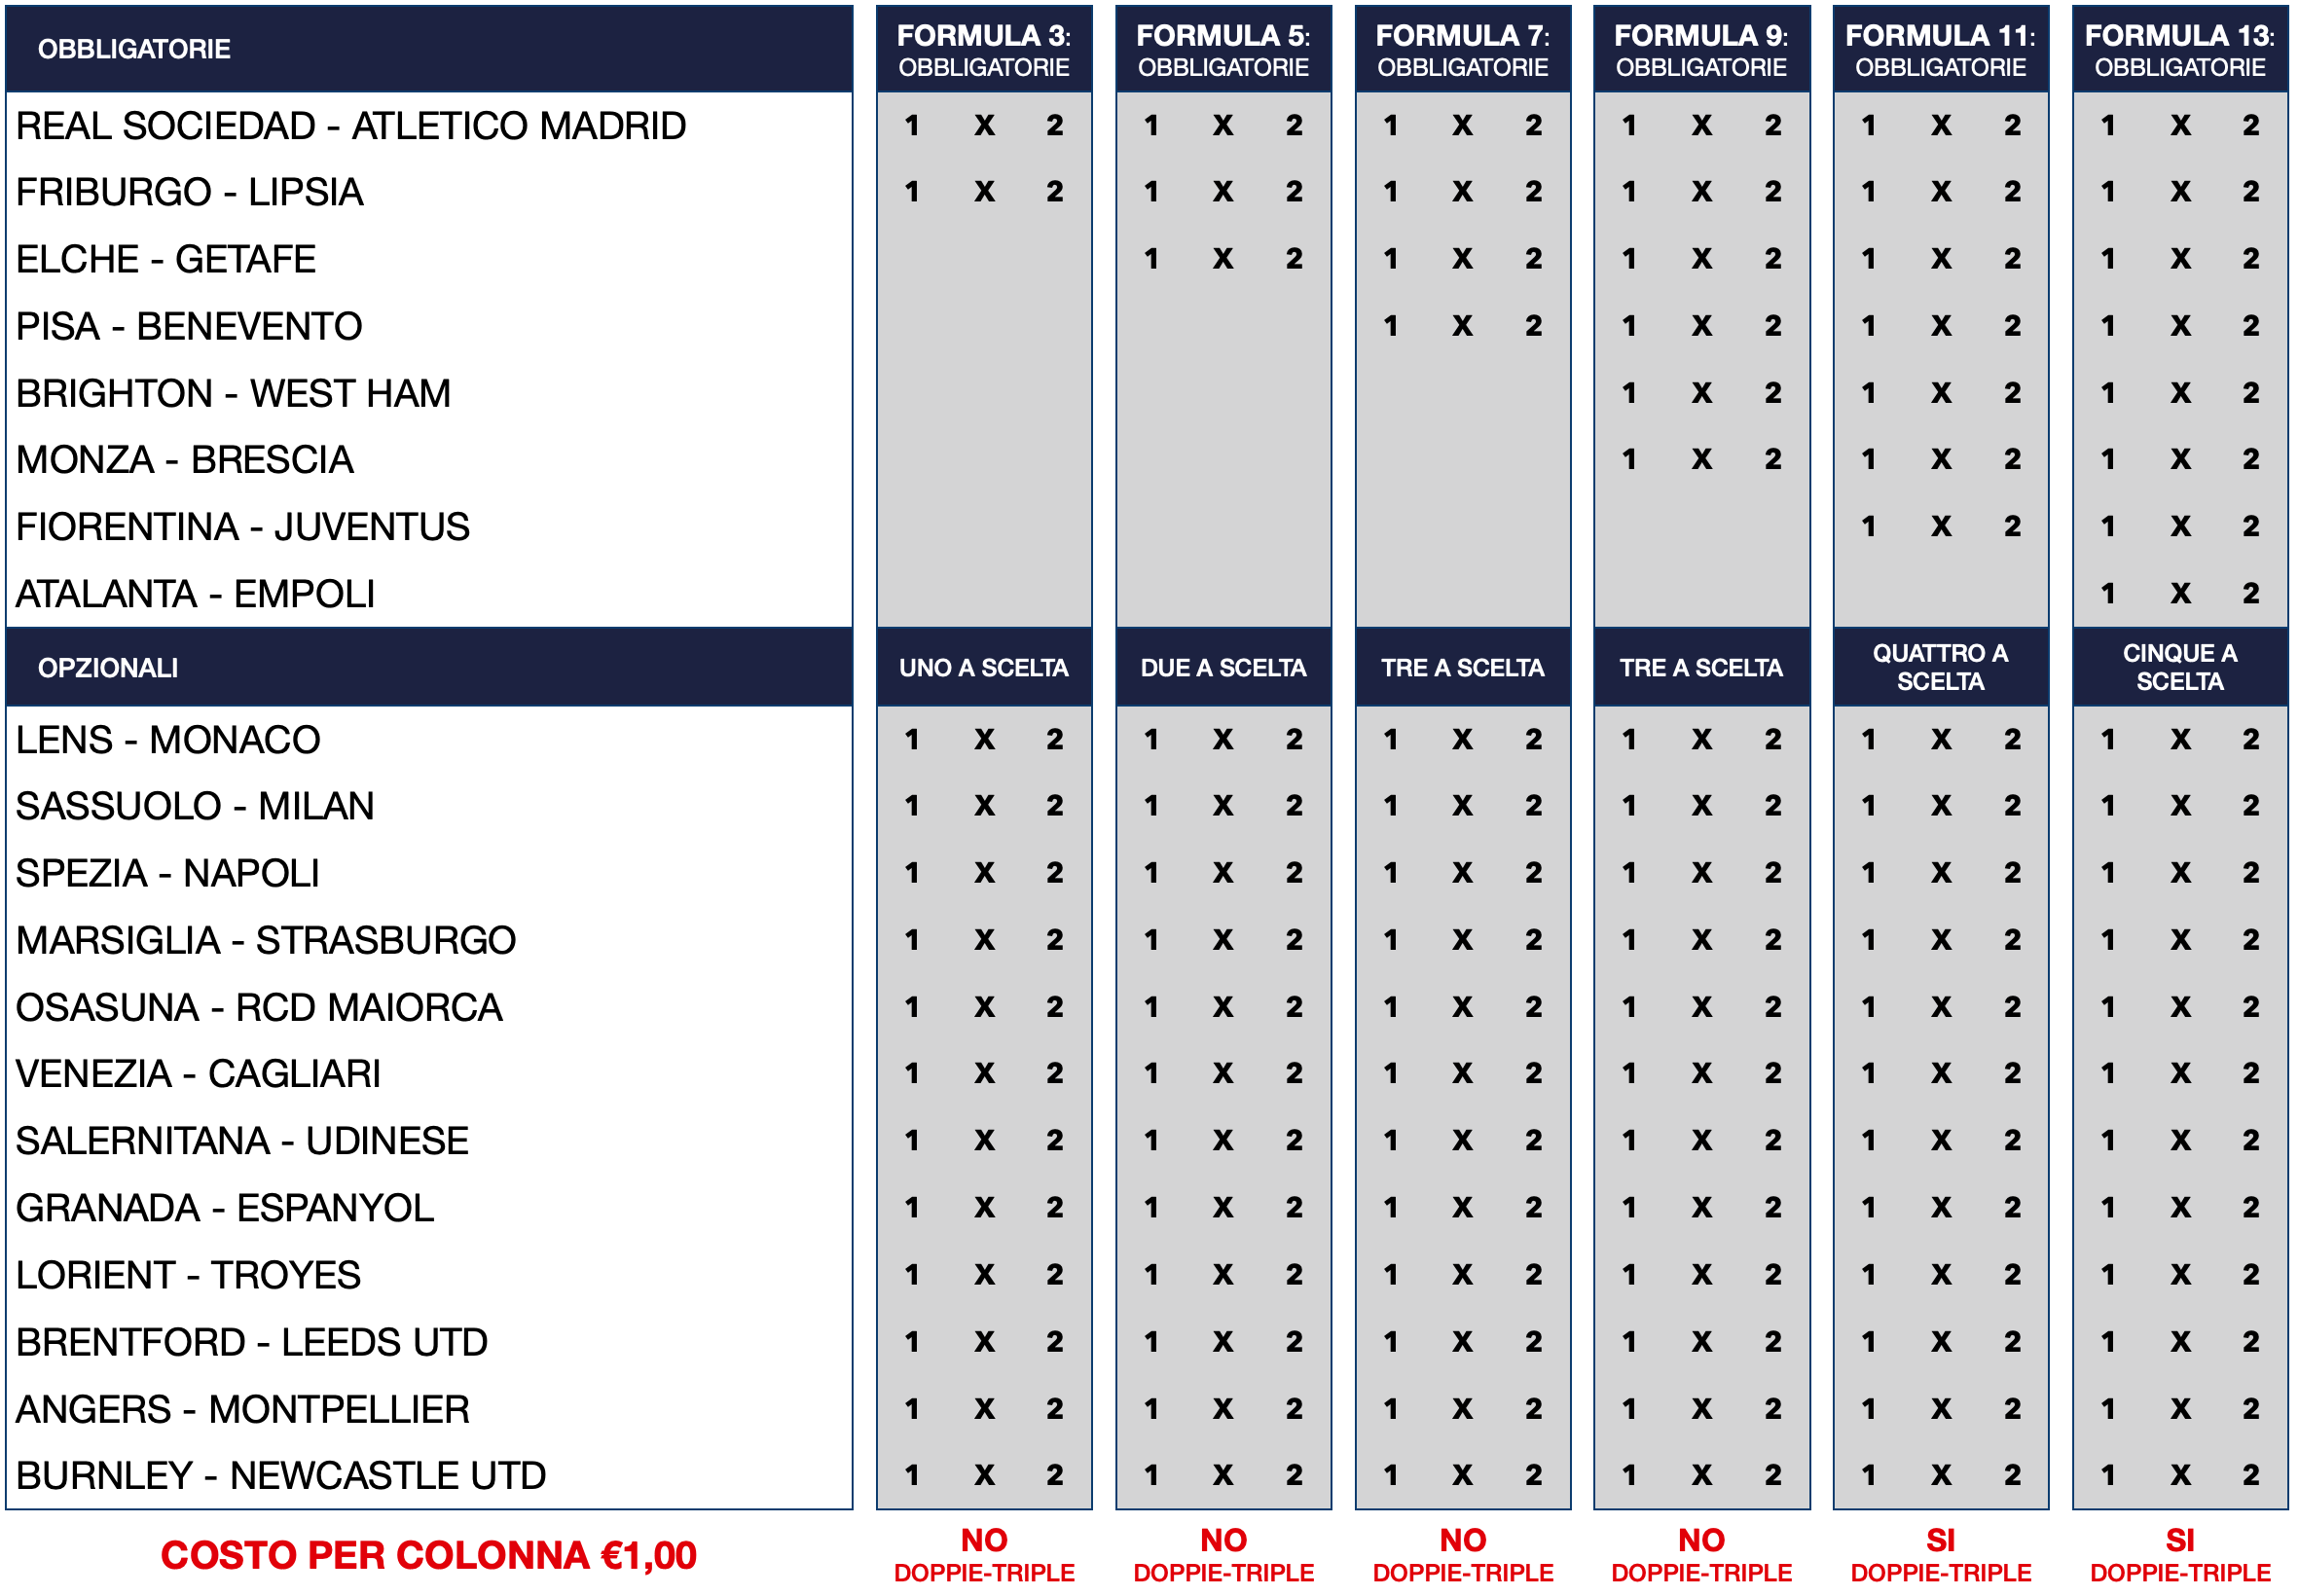 OBBLIGATORIE FORMULA 3: FORMULA 5: FORMULA 7: FORMULA 9: FORMULA 11: FORMULA 13:
OBBLIGATORIE OBBLIGATORIE OBBLIGATORIE OBBLIGATORIE OBBLIGATORIE OBBLIGATORIE
REAL SOCIEDAD - ATLETICO MADRID 1 X 2 1 X 2 1 X 2 1 X 2 1 X 2 1 X 2
FRIBURGO - LIPSIA 1 X 2 1 X 2 1 X 2 1 X 2 1 X 2 1 X 2
ELCHE - GETAFE 1 X 2 1 X 2 1 X 2 1 X 2 1 X 2
PISA - BENEVENTO 1 X 2 1 X 2 1 X 2 1 X 2
BRIGHTON - WEST HAM 1 X 2 1 X 2 1 X 2
MONZA - BRESCIA 1 X 2 1 X 2 1 X 2
FIORENTINA - JUVENTUS 1 X 2 1 X 2
ATALANTA - EMPOLI 1 X 2
OPZIONALI UNO A SCELTA DUE A SCELTA TRE A SCELTA TRE A SCELTA QUATTRO A SCELTA CINQUE A SCELTA
LENS - MONACO 1 X 2 1 X 2 1 X 2 1 X 2 1 X 2 1 X 2
SASSUOLO - MILAN 1 X 2 1 X 2 1 X 2 1 X 2 1 X 2 1 X 2
SPEZIA - NAPOLI 1 X 2 1 X 2 1 X 2 1 X 2 1 X 2 1 X 2
MARSIGLIA - STRASBURGO 1 X 2 1 X 2 1 X 2 1 X 2 1 X 2 1 X 2
OSASUNA - RCD MAIORCA 1 X 2 1 X 2 1 X 2 1 X 2 1 X 2 1 X 2
VENEZIA - CAGLIARI 1 X 2 1 X 2 1 X 2 1 X 2 1 X 2 1 X 2
SALERNITANA - UDINESE 1 X 2 1 X 2 1 X 2 1 X 2 1 X 2 1 X 2
GRANADA - ESPANYOL 1 X 2 1 X 2 1 X 2 1 X 2 1 X 2 1 X 2
LORIENT - TROYES 1 X 2 1 X 2 1 X 2 1 X 2 1 X 2 1 X 2
BRENTFORD - LEEDS UTD 1 X 2 1 X 2 1 X 2 1 X 2 1 X 2 1 X 2
ANGERS - MONTPELLIER 1 X 2 1 X 2 1 X 2 1 X 2 1 X 2 1 X 2
BURNLEY - NEWCASTLE UTD 1 X 2 1 X 2 1 X 2 1 X 2 1 X 2 1 X 2
COSTO PER COLONNA €1,00 NO NO NO NO SI SI
DOPPIE-TRIPLE DOPPIE-TRIPLE DOPPIE-TRIPLE DOPPIE-TRIPLE DOPPIE-TRIPLE DOPPIE-TRIPLE